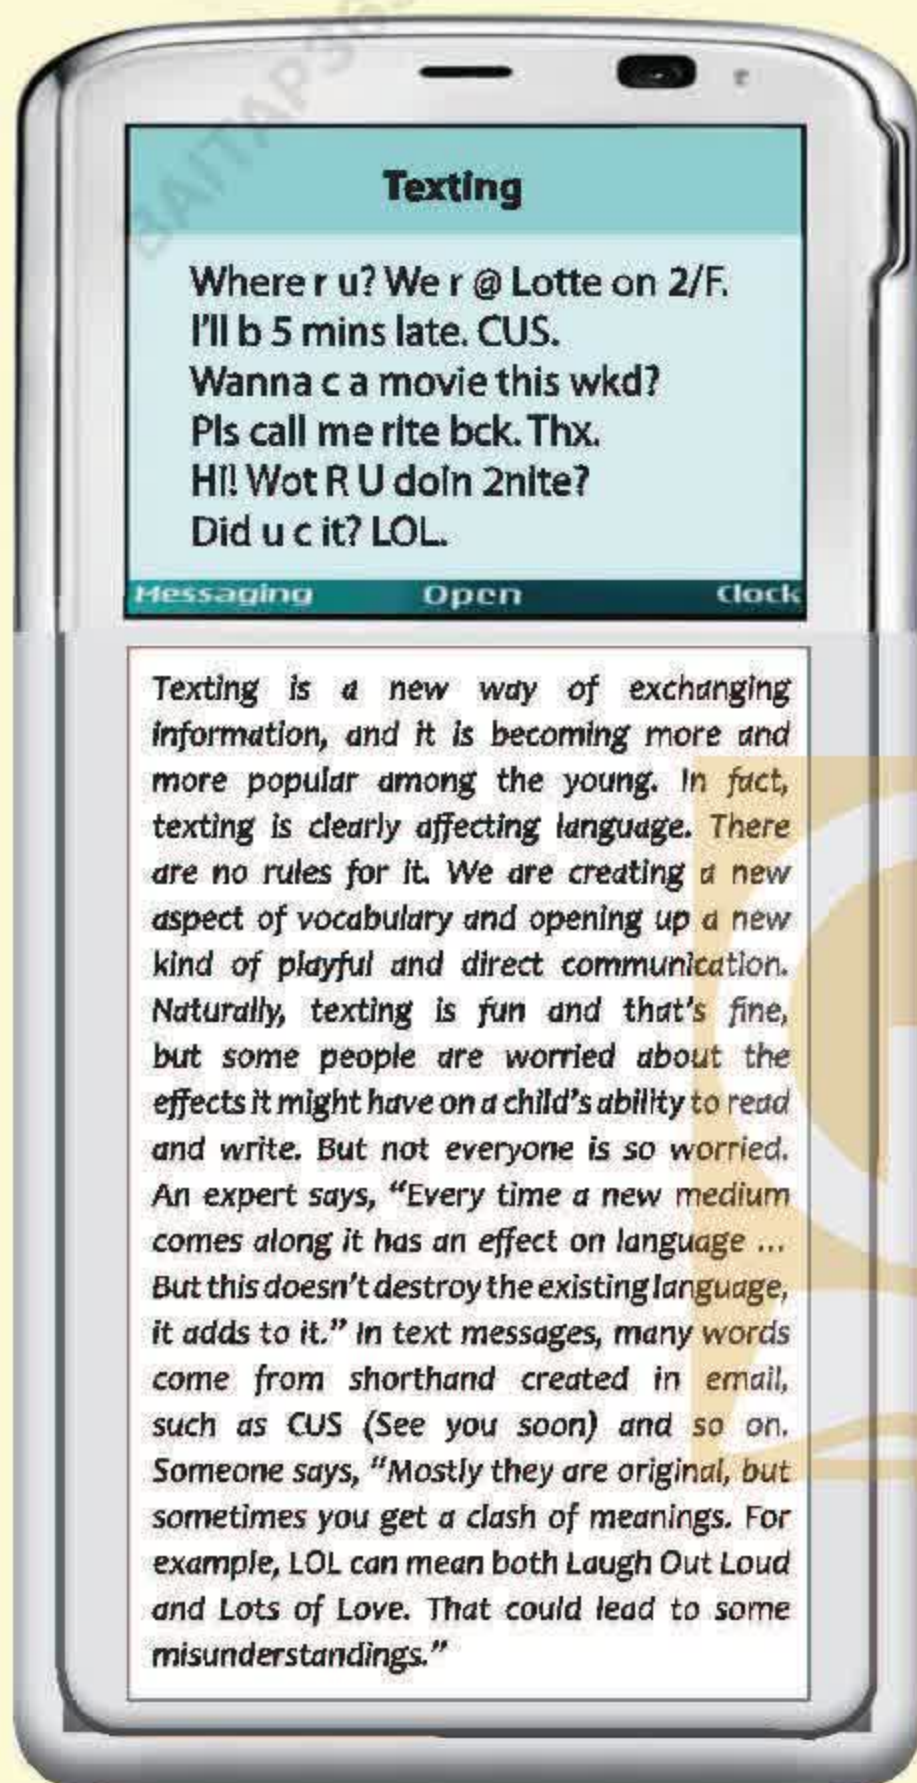 BAITAP365
Texting
Where r u? We r @ Lotte on 2/F.
I'll b 5 mins late. CUS.
Wanna c a movie this wkd?
Pls call me rite bck. Thx.
Hi! Wot R U doin 2nite?
Did u c it? LOL.
Messaging Open Clock
Texting is a new way of exchanging
information, and it is becoming more and
more popular among the young. In fact,
texting is clearly affecting language. There
are no rules for it. We are creating a new
aspect of vocabulary and opening up a new
kind of playful and direct communication.
Naturally, texting is fun and that's fine,
but some people are worried about the
effects it might have on a child's ability to read
and write. But not everyone is so worried.
An expert says, "Every time a new medium
comes along it has an effect on language ...
But this doesn't destroy the existing language,
it adds to it." In text messages, many words
come from shorthand created in email,
such as CUS (See you soon) and so on.
Someone says, "Mostly they are original, but
sometimes you get a clash of meanings. For
example, LOL can mean both Laugh Out Loud
and Lots of Love. That could lead to some
misunderstandings."